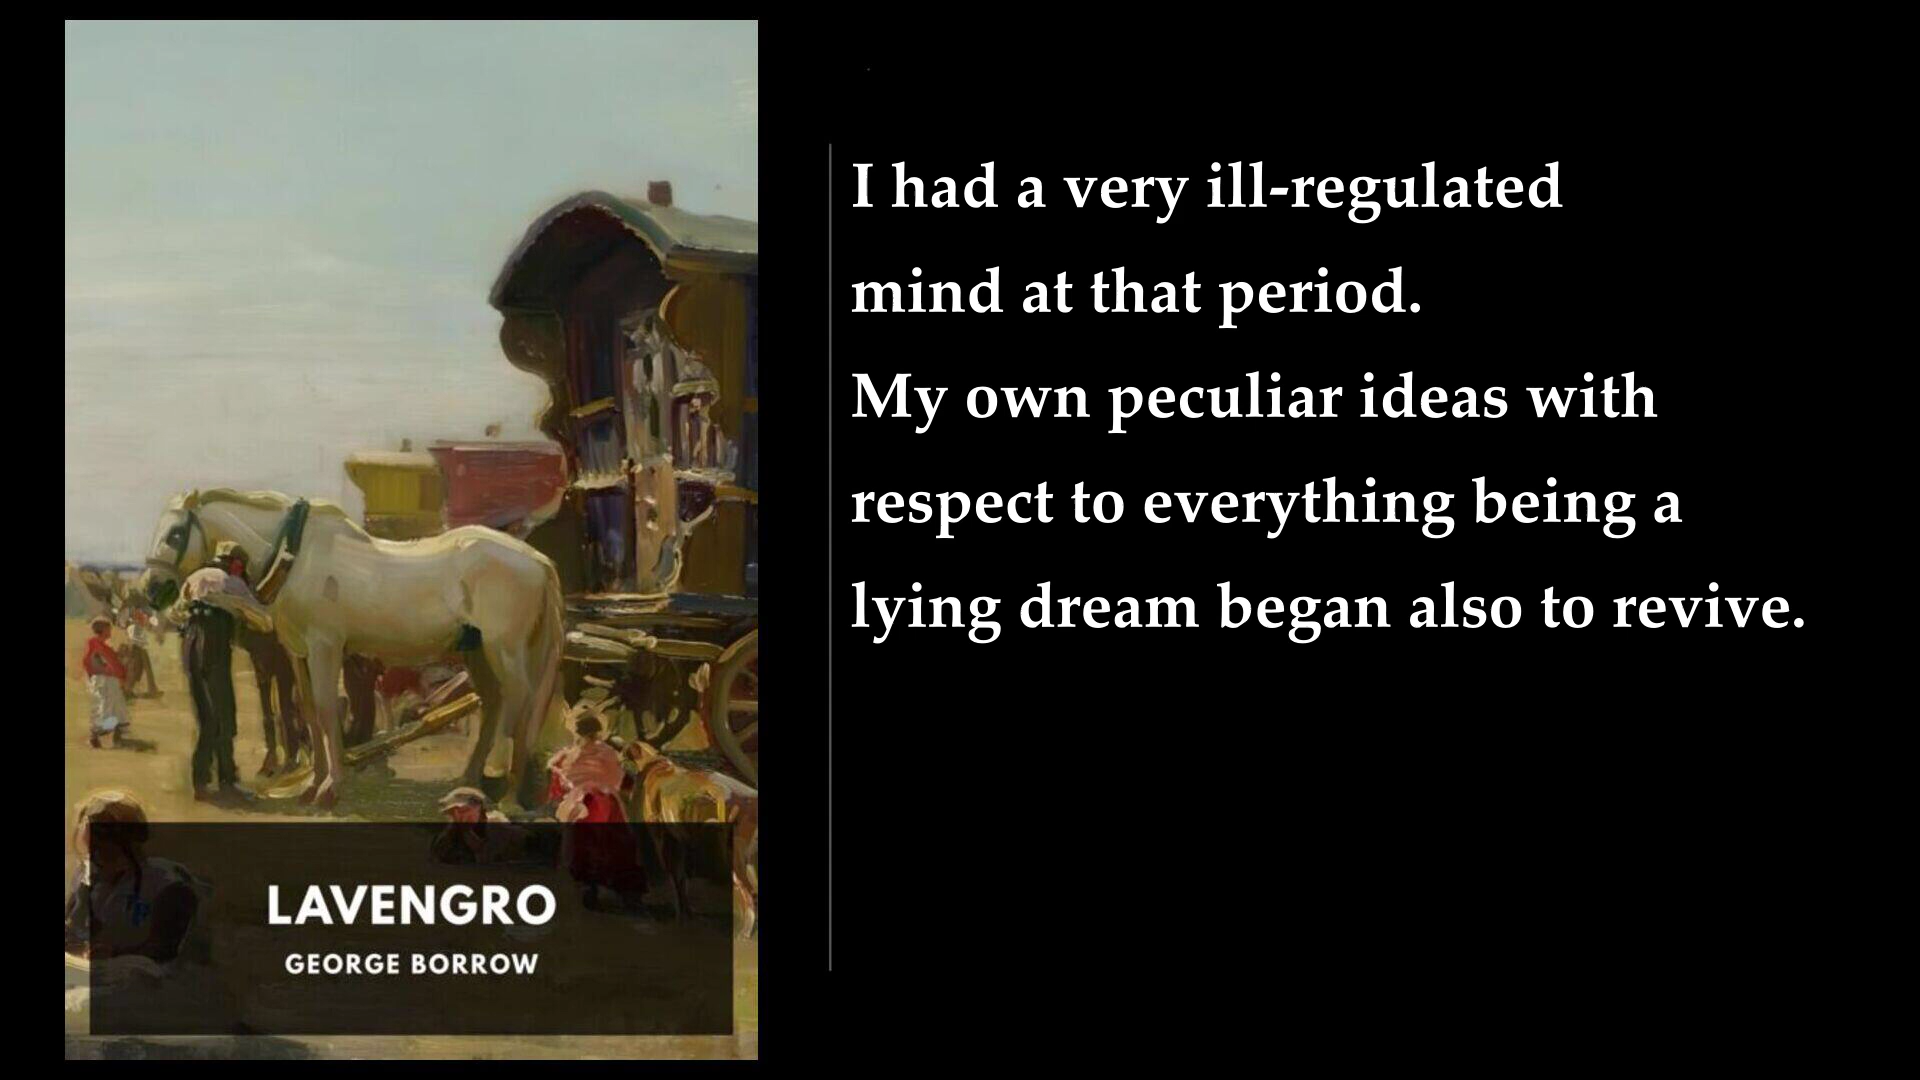 I had a very ill-regulated
mind at that period.
My own peculiar ideas with
respect to everything being a
lying dream began also to revive.
LAVENGRO
GEORGE BORROW